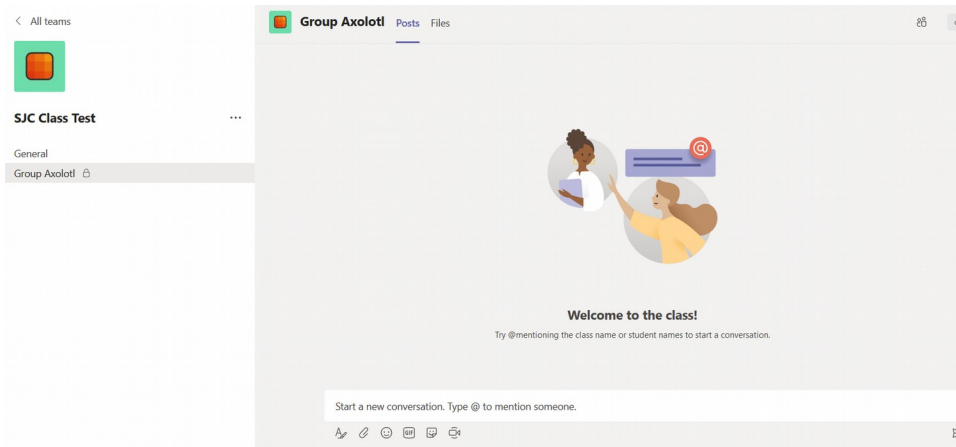 All teams
SJC Class Test
...
General
Group Axolotl
Group Axolotl Posts Files
@
Welcome to the class!
Try @mentioning the class name or student names to start a conversation.
Start a new conversation. Type @ to mention someone.
GIF